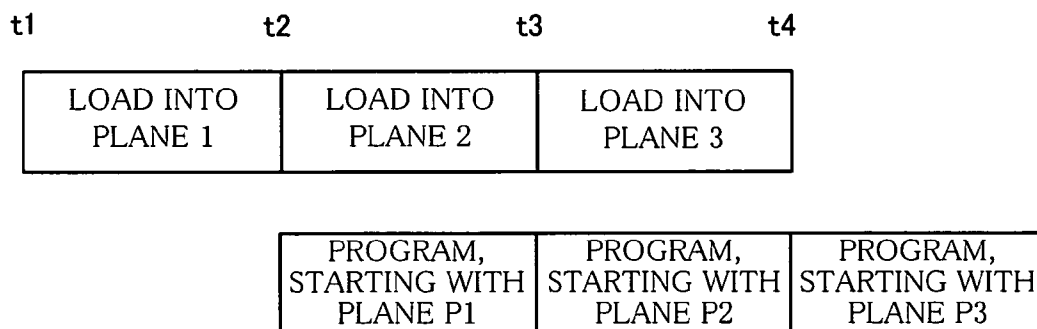 t1 t2 t3 t4
LOAD INTO PLANE 1
LOAD INTO PLANE 2
LOAD INTO PLANE 3
PROGRAM, STARTING WITH PLANE P1
PROGRAM, STARTING WITH PLANE P2
PROGRAM, STARTING WITH PLANE P3